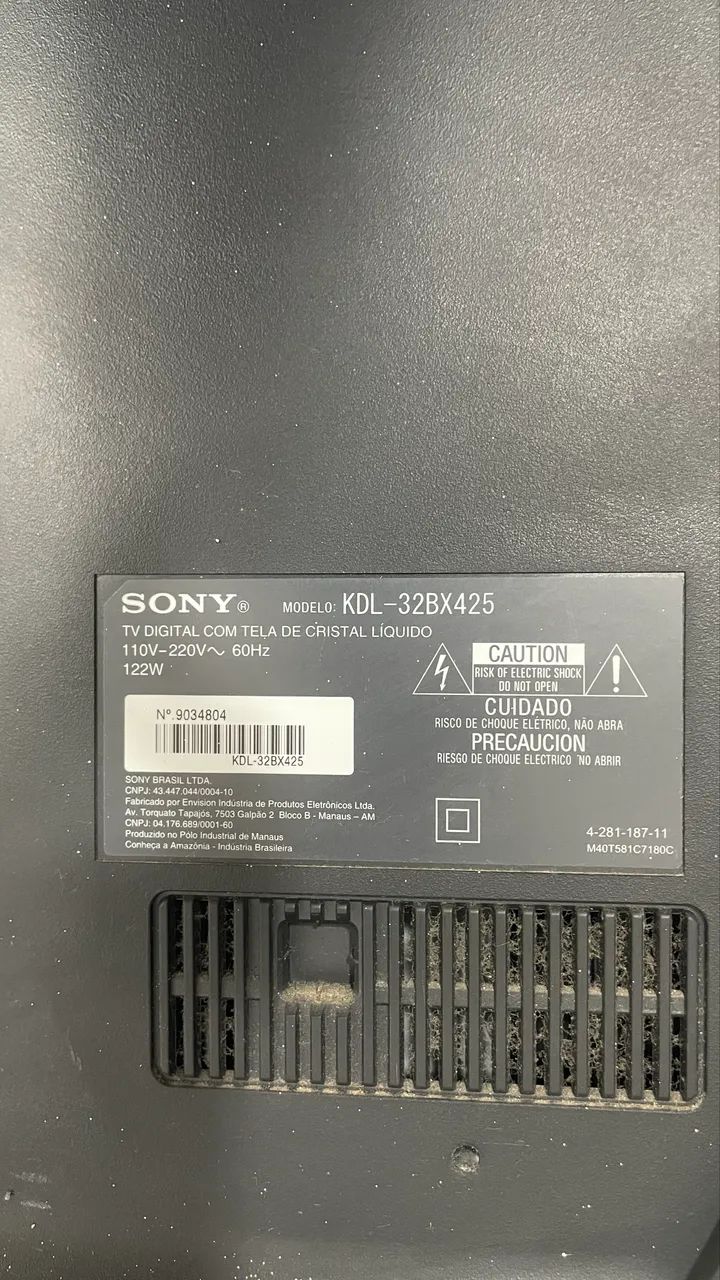 SONY® MODELO: KDL-32BX425
TV DIGITAL COM TELA DE CRISTAL LÍQUIDO
110V-220V~ 60Hz
122W
CAUTION
RISK OF ELECTRIC SHOCK
DO NOT OPEN
CUIDADO
RISCO DE CHOQUE ELÉTRICO, NÃO ABRA
PRECAUCION
RIESGO DE CHOQUE ELECTRICO NO ABRIR
Nº.9034804
KDL-32BX425
SONY BRASIL LTDA.
CNPJ: 43.447.044/0004-10
Fabricado por Envision Indústria de Produtos Eletrônicos Ltda.
Av. Torquato Tapajós, 7503 Galpão 2 Bloco B - Manaus – AM
CNPJ: 04.176.689/0001-60
Produzido no Pólo Industrial de Manaus
Conheça a Amazônia - Indústria Brasileira
4-281-187-11
M40T581C7180C